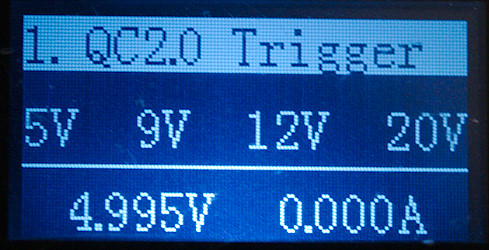 1. QC2.0 Trigger
5V 9V 12V 20V
4.995V 0.000A